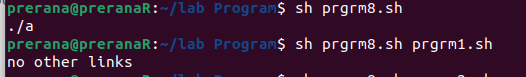 prerana@preranaR:~/lab Program$ sh prgrm8.sh
./a
prerana@preranaR:~/lab Program$ sh prgrm8.sh prgrm1.sh
no other links